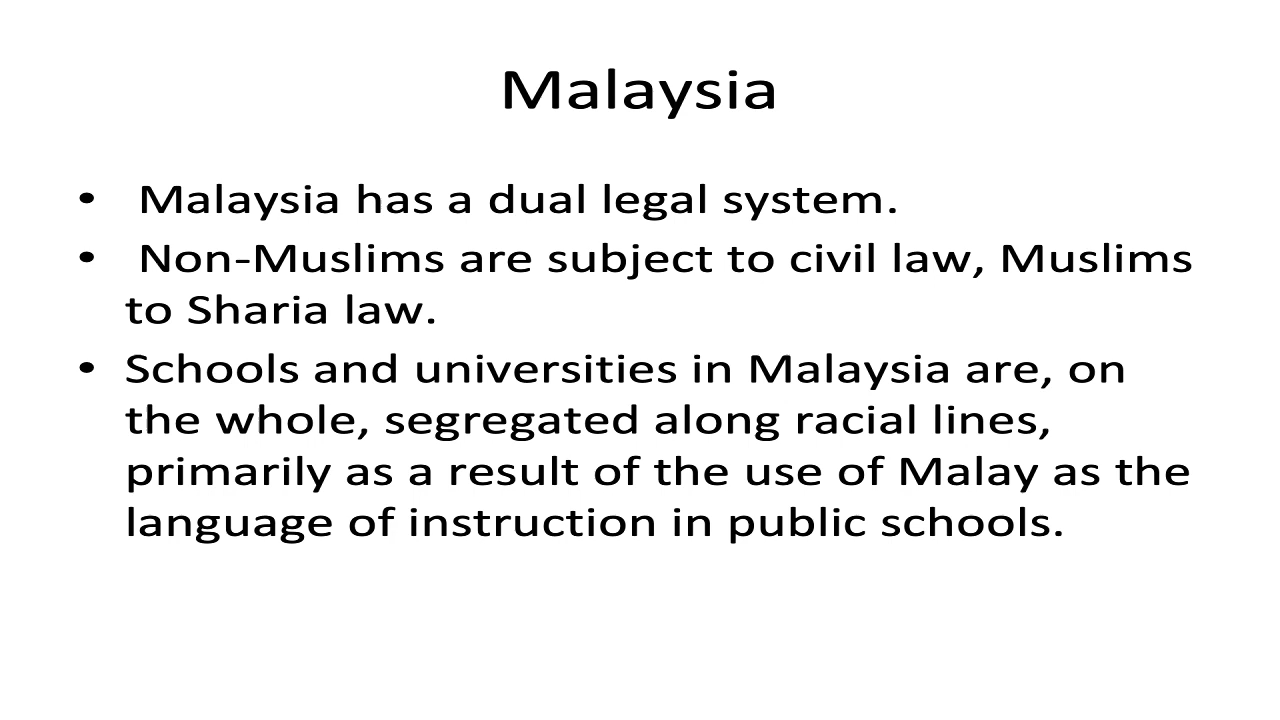 Malaysia
• Malaysia has a dual legal system.
• Non-Muslims are subject to civil law, Muslims
to Sharia law.
• Schools and universities in Malaysia are, on
the whole, segregated along racial lines,
primarily as a result of the use of Malay as the
language of instruction in public schools.